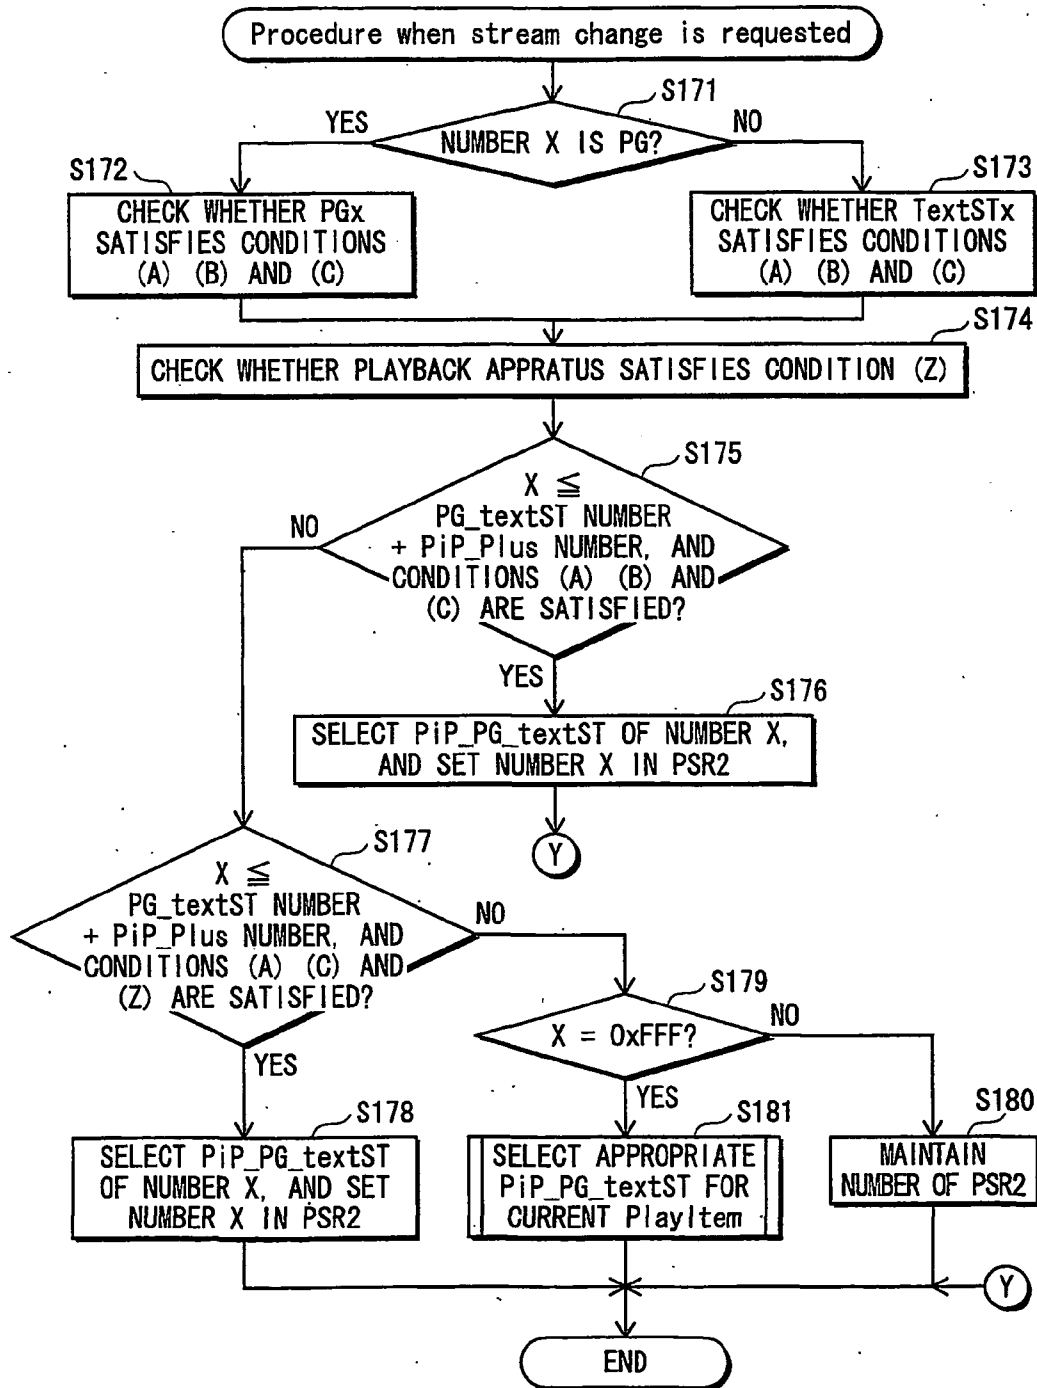 Procedure when stream change is requested
S171
YES
NUMBER X IS PG?
NO
S172
CHECK WHETHER PGx
SATISFIES CONDITIONS
(A) (B) AND (C)
S173
CHECK WHETHER TextSTx
SATISFIES CONDITIONS
(A) (B) AND (C)
S174
CHECK WHETHER PLAYBACK APPRATUS SATISFIES CONDITION (Z)
S175
X ≦
PG_textST NUMBER
+ PiP_Plus NUMBER, AND
CONDITIONS (A) (B) AND
(C) ARE SATISFIED?
NO
YES
S176
SELECT PiP_PG_textST OF NUMBER X,
AND SET NUMBER X IN PSR2
Y
S177
X ≦
PG_textST NUMBER
+ PiP_Plus NUMBER, AND
CONDITIONS (A) (C) AND
(Z) ARE SATISFIED?
NO
YES
S179
X = 0xFFF?
NO
YES
S178
SELECT PiP_PG_textST
OF NUMBER X, AND SET
NUMBER X IN PSR2
S181
SELECT APPROPRIATE
PiP_PG_textST FOR
CURRENT PlayItem
S180
MAINTAIN
NUMBER OF PSR2
Y
END